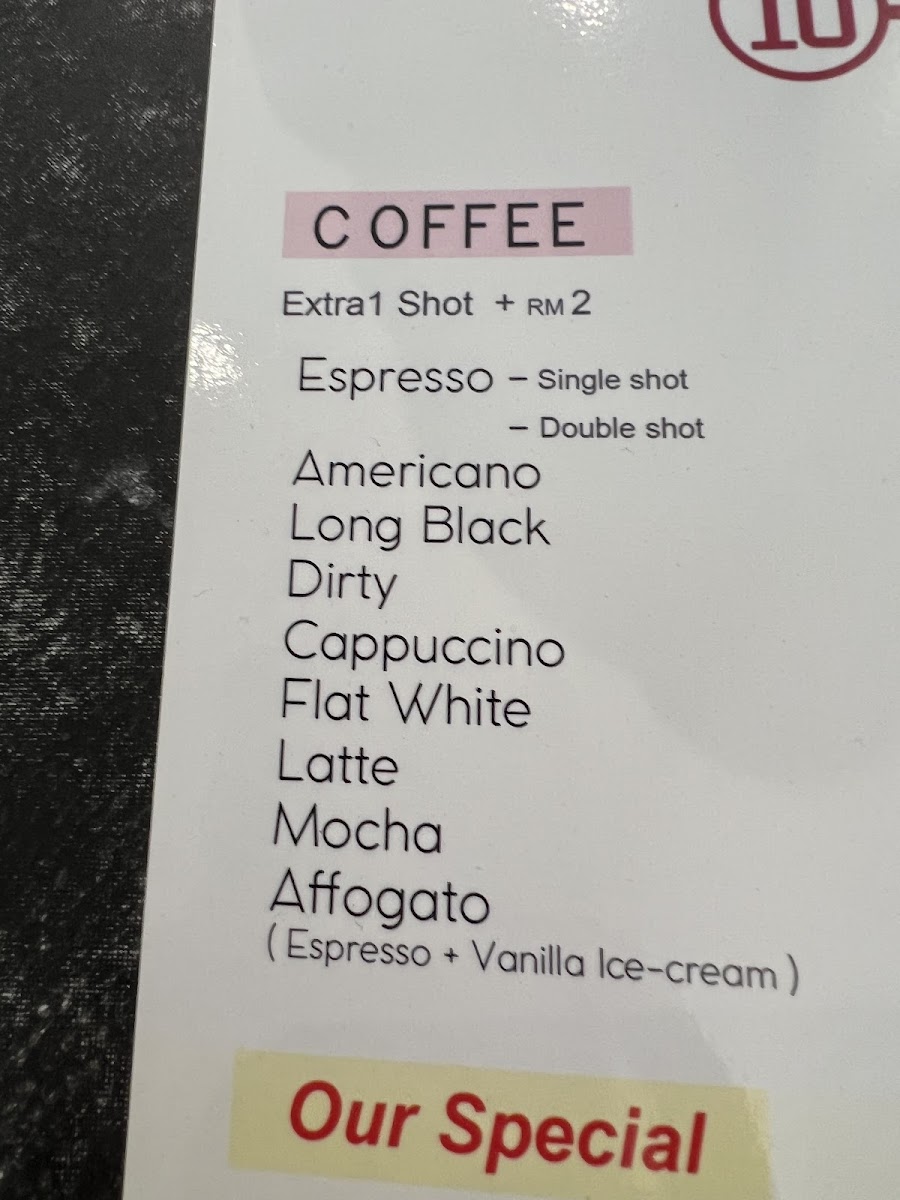 10
COFFEE
Extra1 Shot + RM 2
Espresso – Single shot
– Double shot
Americano
Long Black
Dirty
Cappuccino
Flat White
Latte
Mocha
Affogato
( Espresso + Vanilla Ice-cream )
Our Special